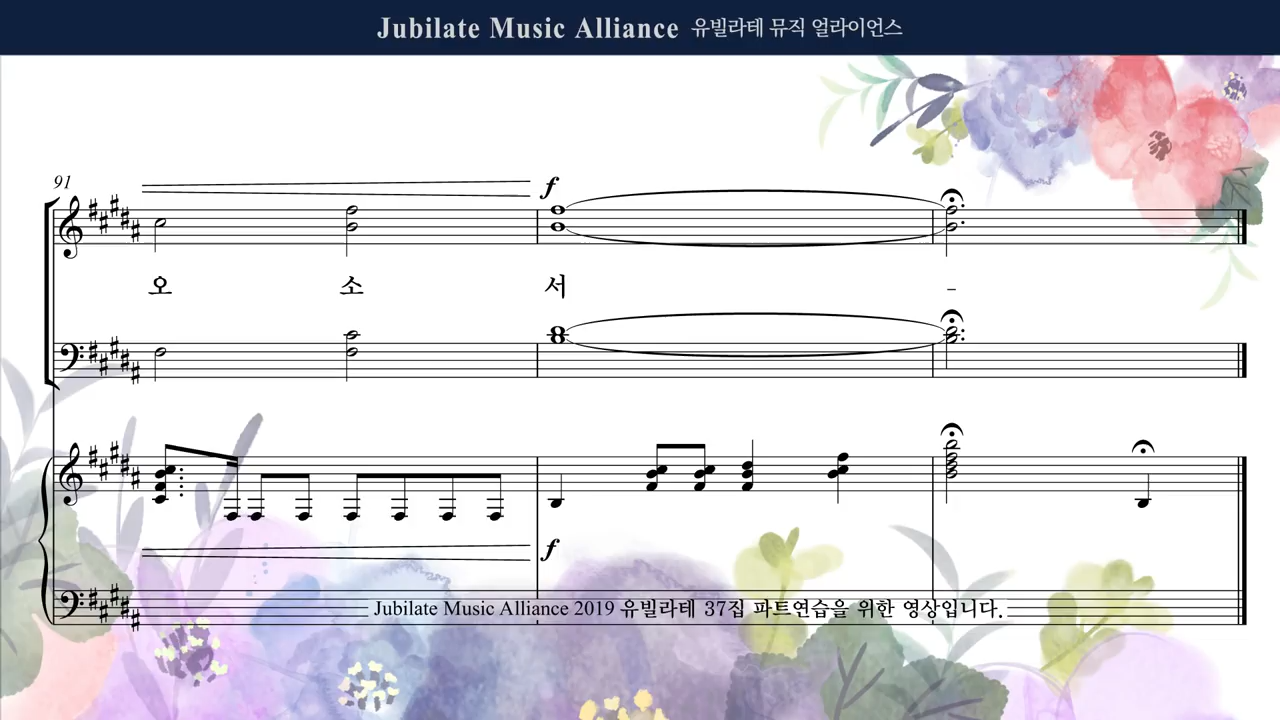 Jubilate Music Alliance 유빌라테 뮤직 얼라이언스
91
f
오 소 서 -
f
Jubilate Music Alliance 2019 유빌라테 37집 파트연습을 위한 영상입니다.